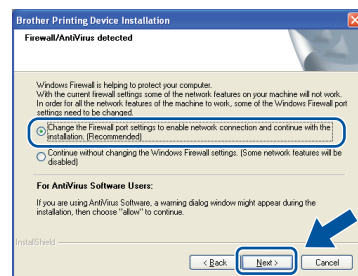 Brother Printing Device Installation
Firewall/AntiVirus detected
Windows Firewall is helping to protect your computer.
With the current firewall settings some of the network features on your machine will not work.
In order for all the network features of the machine to work, some of the Windows Firewall port
settings need to be changed.
Change the Firewall port settings to enable network connection and continue with the
installation. (Recommended)
Continue without changing the Windows Firewall settings. (Some network features will be
disabled)
For AntiVirus Software Users:
If you are using AntiVirus Software, a warning dialog window might appear during the
installation, then choose "allow" to continue.
InstallShield
< Back
Next >
Cancel